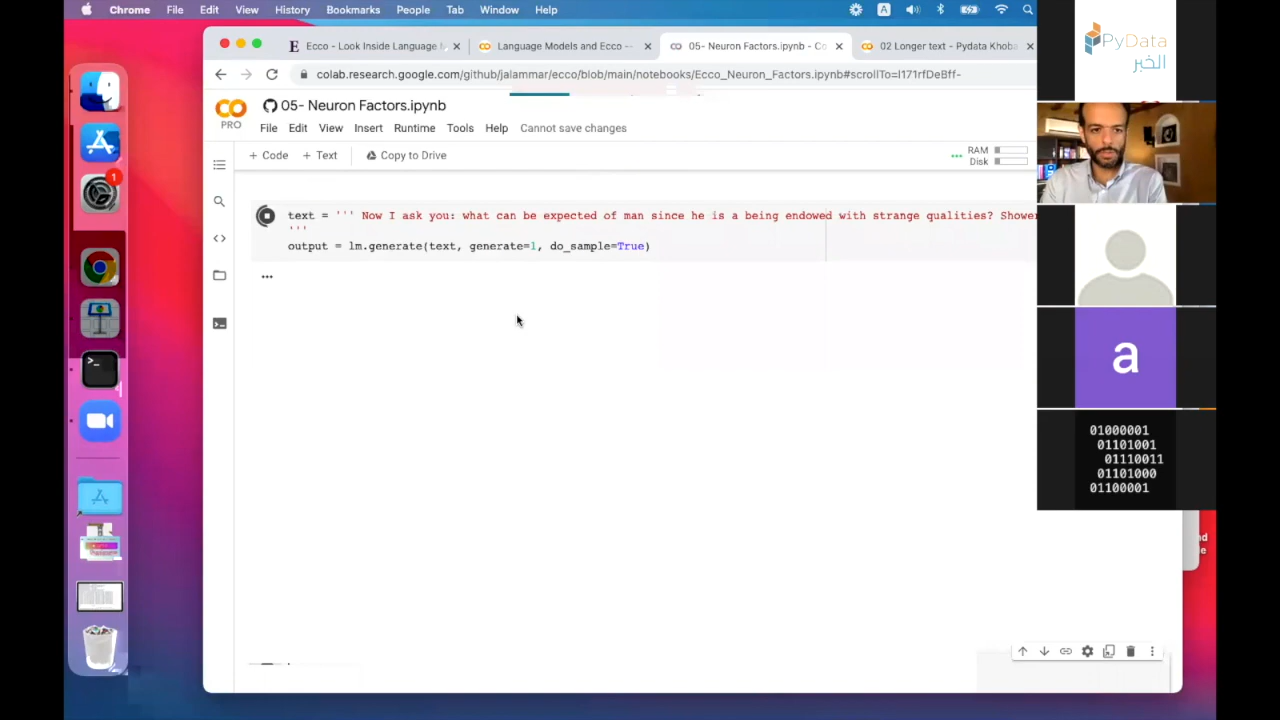 Chrome File Edit View History Bookmarks People Tab Window Help A
Ecco - Look Inside Language
Language Models and Ecco --
05- Neuron Factors.ipynb - Co
02 Longer text - Pydata Khoba
colab.research.google.com/github/jalammar/ecco/blob/main/notebooks/Ecco_Neuron_Factors.ipynb#scrollTo=I171rfDeBff-
PRO
05- Neuron Factors.ipynb
File Edit View Insert Runtime Tools Help Cannot save changes
+ Code + Text Copy to Drive
RAM
Disk
text = ''' Now I ask you: what can be expected of man since he is a being endowed with strange qualities? Shower
'''
output = lm.generate(text, generate=1, do_sample=True)
...
1
PyData
الخبر
a
01000001
01101001
01110011
01101000
01100001